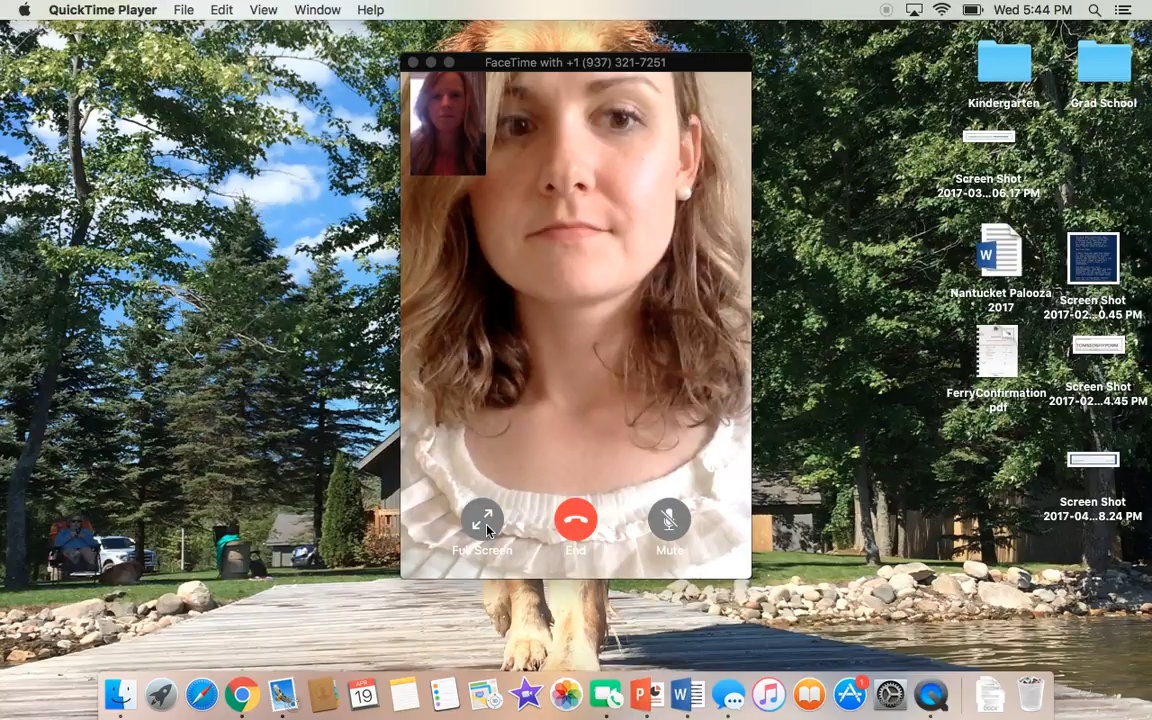 QuickTime Player File Edit View Window Help Wed 5:44 PM
FaceTime with +1 (937) 321-7251
Kindergarten
Grad School
Screen Shot
2017-03...06.17 PM
Nantucket Palooza
2017
Screen Shot
2017-02...0.45 PM
FerryConfirmation
pdf
Screen Shot
2017-02...4.45 PM
Screen Shot
2017-04...8.24 PM
Full Screen
End
Mute
APR
19
1
W
P
W
DOCX